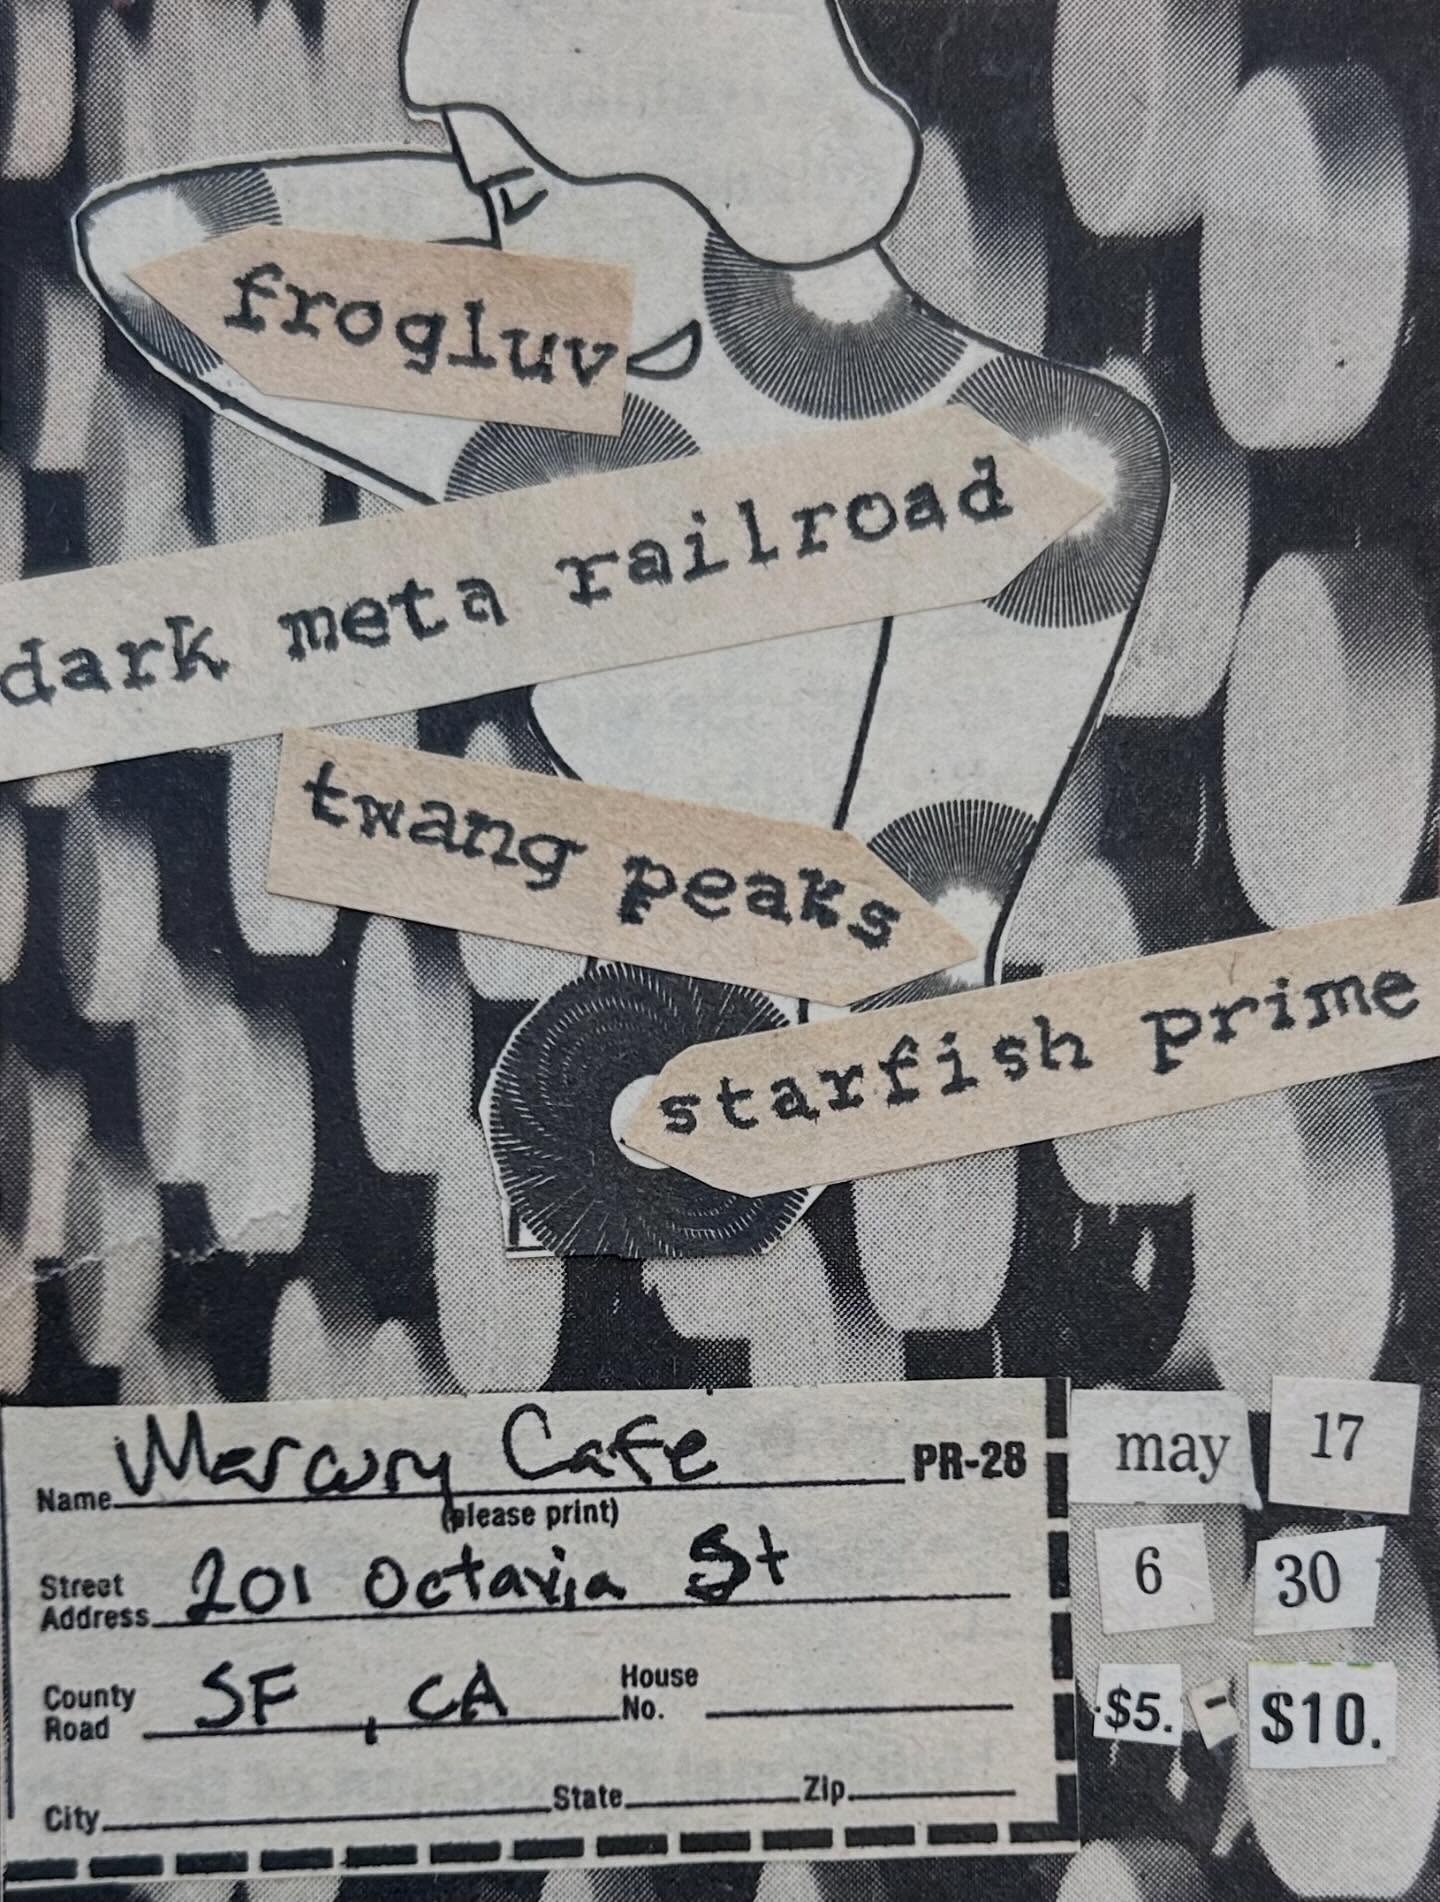 frogluv
dark meta railroad
twang peaks
starfish prime
Name Mercury Cafe PR-28
(please print)
Street Address 201 Octavia St
County Road SF, CA House No.
City State Zip
may 17
6 30
$5. - $10.